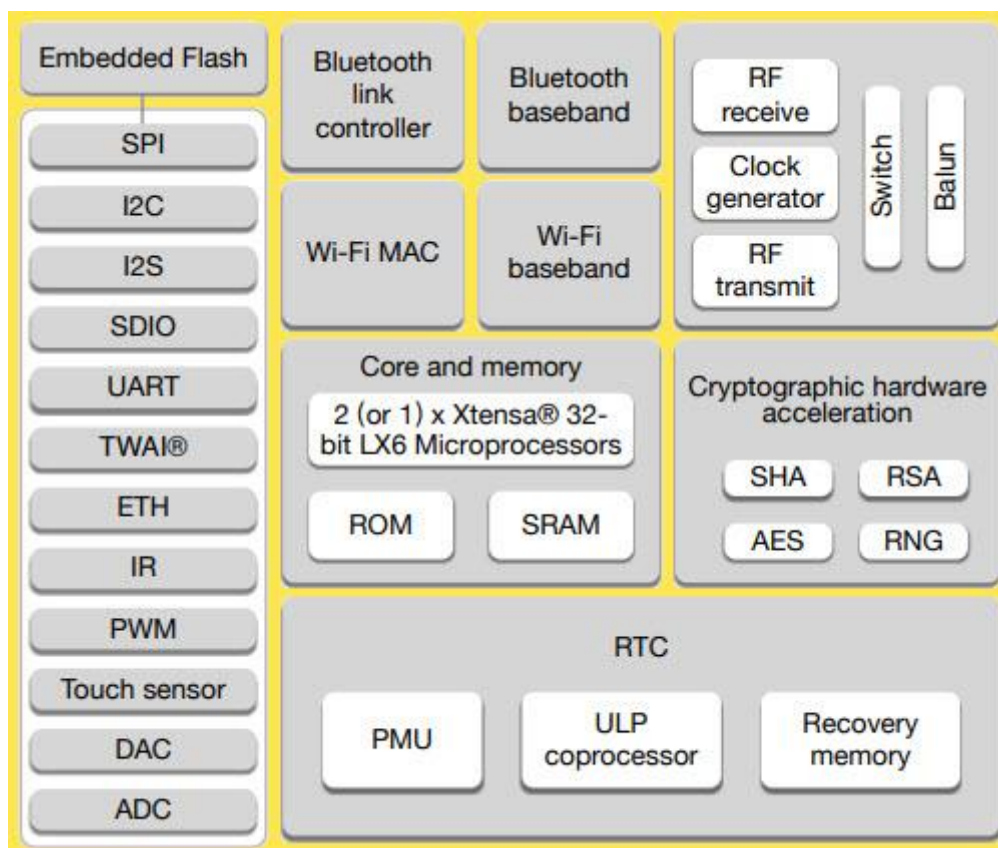 Embedded Flash
SPI
I2C
I2S
SDIO
UART
TWAI®
ETH
IR
PWM
Touch sensor
DAC
ADC
Bluetooth
link
controller
Bluetooth
baseband
Wi-Fi MAC
Wi-Fi
baseband
RF
receive
Clock
generator
RF
transmit
Switch
Balun
Core and memory
2 (or 1) x Xtensa® 32-
bit LX6 Microprocessors
ROM
SRAM
Cryptographic hardware
acceleration
SHA
RSA
AES
RNG
RTC
PMU
ULP
coprocessor
Recovery
memory